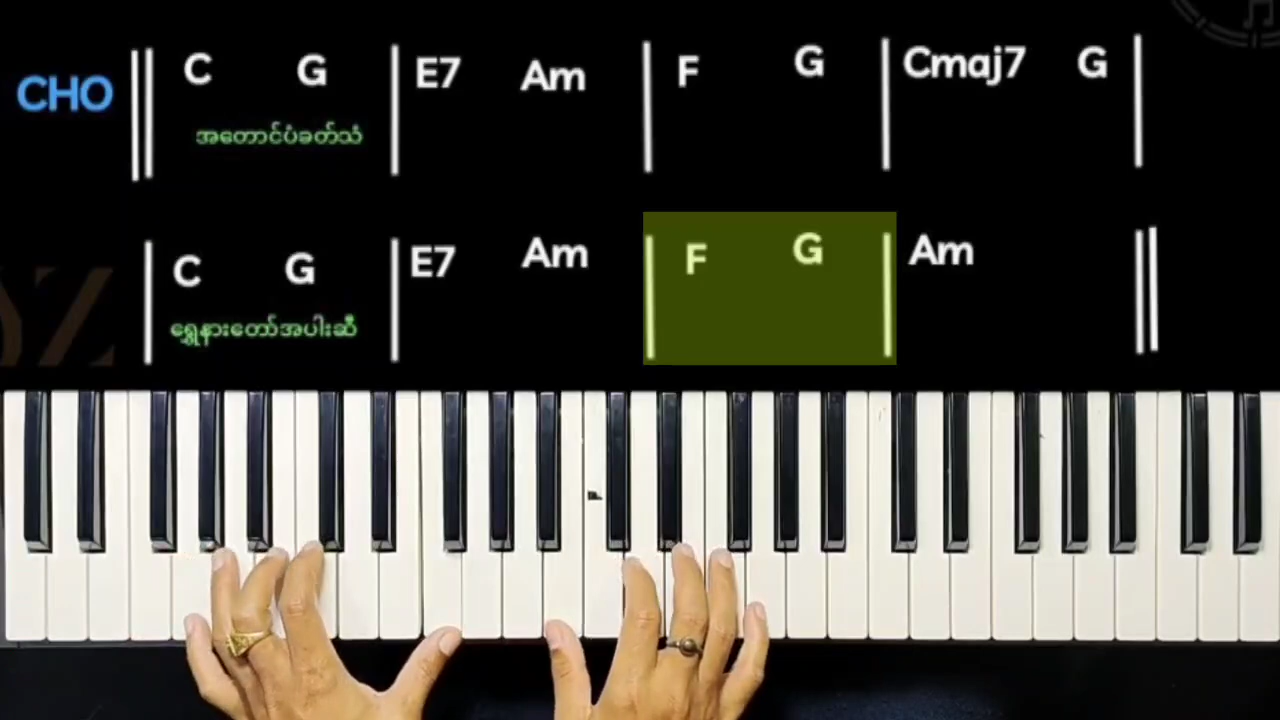 CHO C G E7 Am F G Cmaj7 G
အတောင်ပံခတ်သံ
C G E7 Am F G Am
ရွှေနားတော်အပါးဆီ
YZ